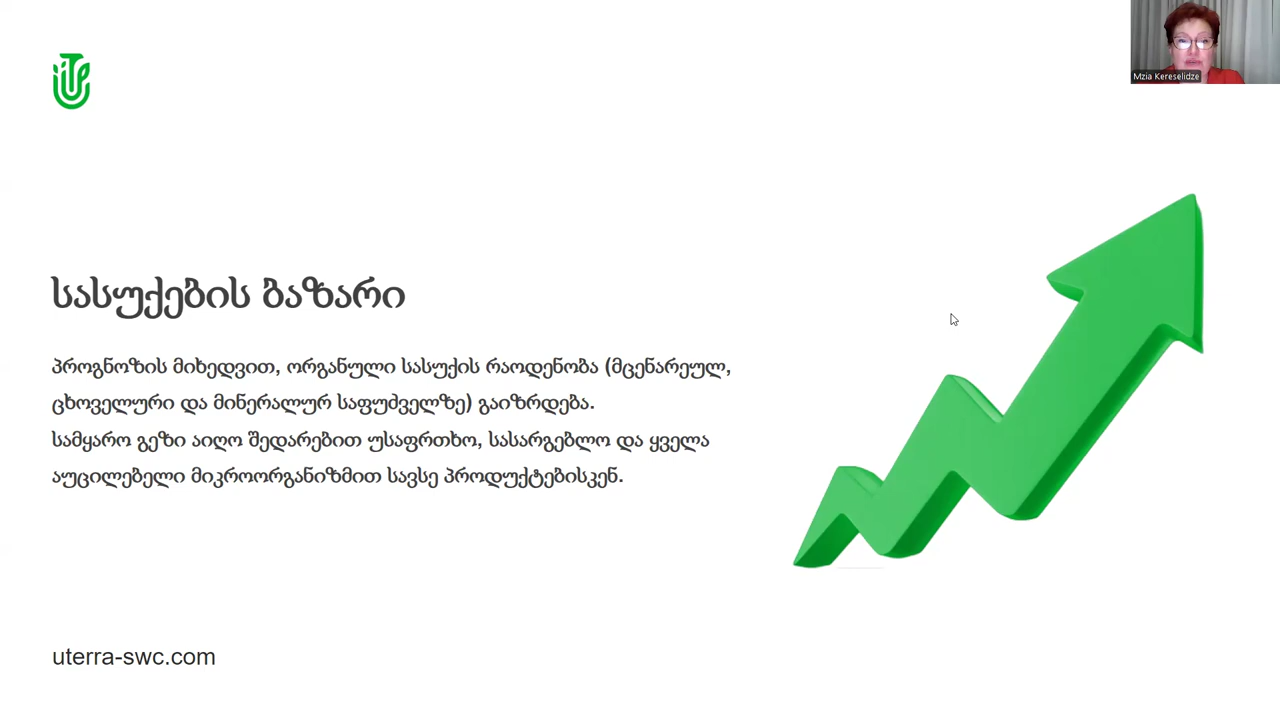 Mzia Kereselidze
სასუქების ბაზარი
პროგნოზის მიხედვით, ორგანული სასუქის რაოდენობა (მცენარეულ,
ცხოველური და მინერალურ საფუძველზე) გაიზრდება.
სამყარო გეზი აიღო შედარებით უსაფრთხო, სასარგებლო და ყველა
აუცილებელი მიკროორგანიზმით სავსე პროდუქტებისკენ.
uterra-swc.com